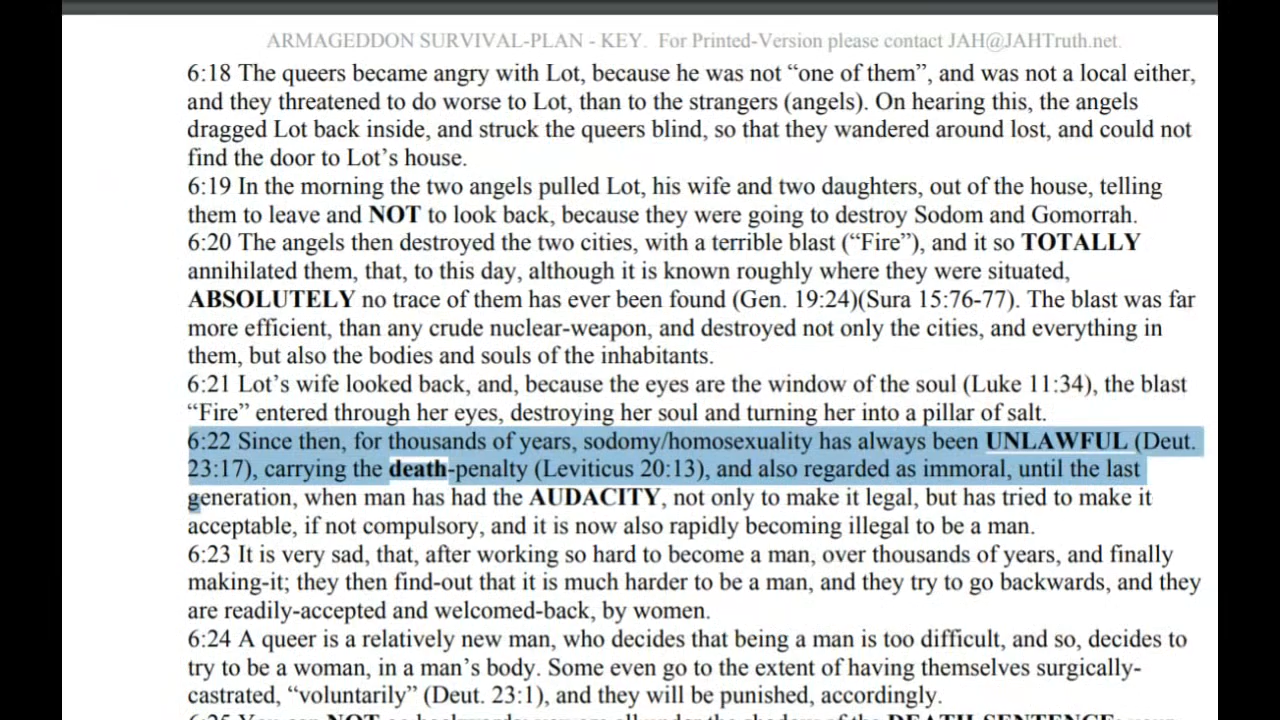 ARMAGEDDON SURVIVAL-PLAN - KEY. For Printed-Version please contact JAH@JAHTruth.net.
6:18 The queers became angry with Lot, because he was not “one of them”, and was not a local either,
and they threatened to do worse to Lot, than to the strangers (angels). On hearing this, the angels
dragged Lot back inside, and struck the queers blind, so that they wandered around lost, and could not
find the door to Lot’s house.
6:19 In the morning the two angels pulled Lot, his wife and two daughters, out of the house, telling
them to leave and NOT to look back, because they were going to destroy Sodom and Gomorrah.
6:20 The angels then destroyed the two cities, with a terrible blast (“Fire”), and it so TOTALLY
annihilated them, that, to this day, although it is known roughly where they were situated,
ABSOLUTELY no trace of them has ever been found (Gen. 19:24)(Sura 15:76-77). The blast was far
more efficient, than any crude nuclear-weapon, and destroyed not only the cities, and everything in
them, but also the bodies and souls of the inhabitants.
6:21 Lot’s wife looked back, and, because the eyes are the window of the soul (Luke 11:34), the blast
“Fire” entered through her eyes, destroying her soul and turning her into a pillar of salt.
6:22 Since then, for thousands of years, sodomy/homosexuality has always been UNLAWFUL (Deut.
23:17), carrying the death-penalty (Leviticus 20:13), and also regarded as immoral, until the last
generation, when man has had the AUDACITY, not only to make it legal, but has tried to make it
acceptable, if not compulsory, and it is now also rapidly becoming illegal to be a man.
6:23 It is very sad, that, after working so hard to become a man, over thousands of years, and finally
making-it; they then find-out that it is much harder to be a man, and they try to go backwards, and they
are readily-accepted and welcomed-back, by women.
6:24 A queer is a relatively new man, who decides that being a man is too difficult, and so, decides to
try to be a woman, in a man’s body. Some even go to the extent of having themselves surgically-
castrated, “voluntarily” (Deut. 23:1), and they will be punished, accordingly.